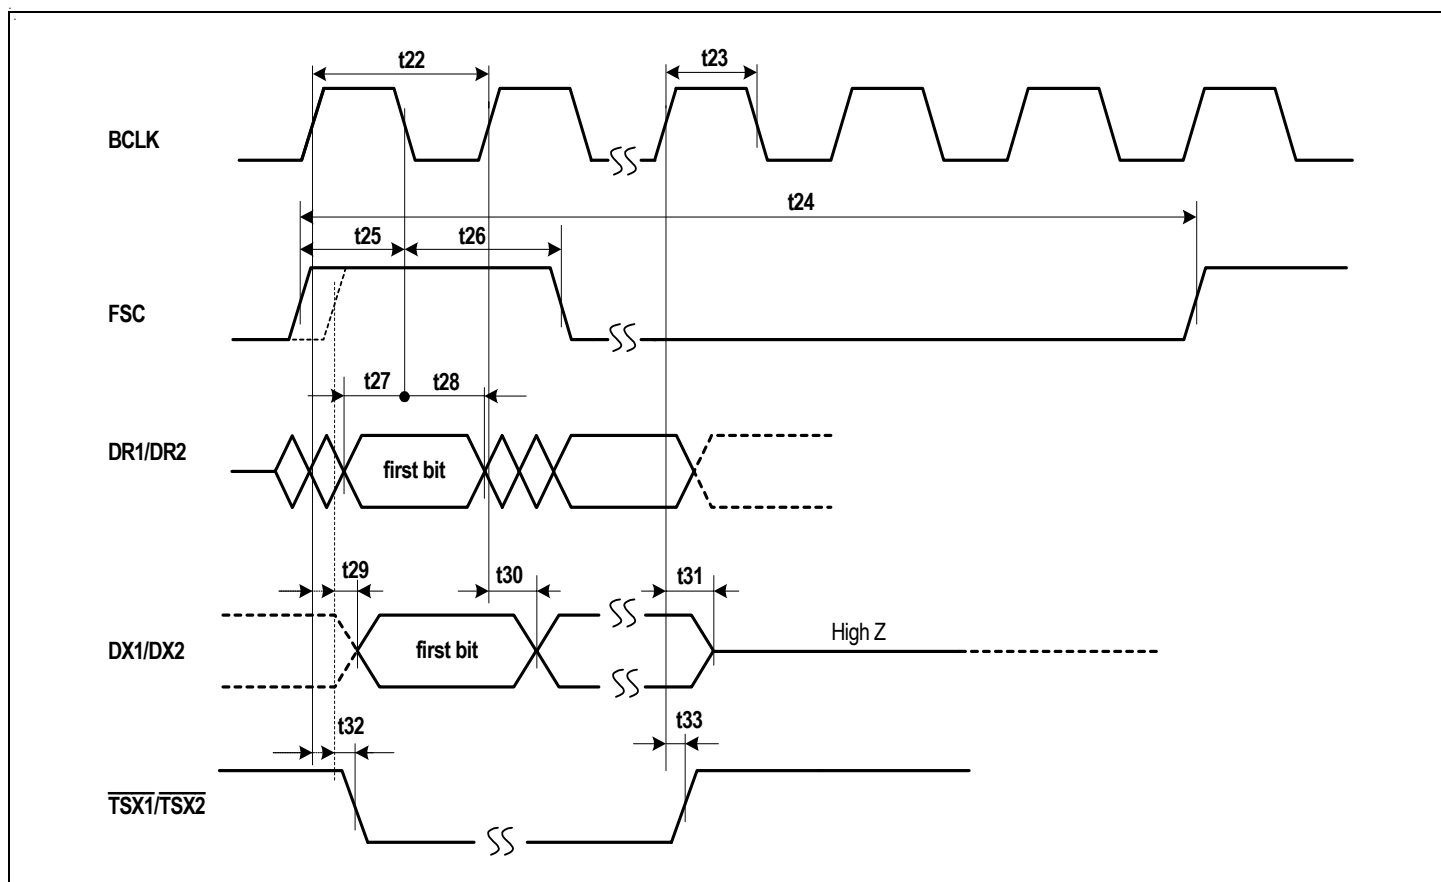 t22
t23
BCLK
t24
t25
t26
FSC
t27
t28
DR1/DR2
first bit
t29
t30
t31
DX1/DX2
first bit
High Z
t32
t33
TSX1/TSX2